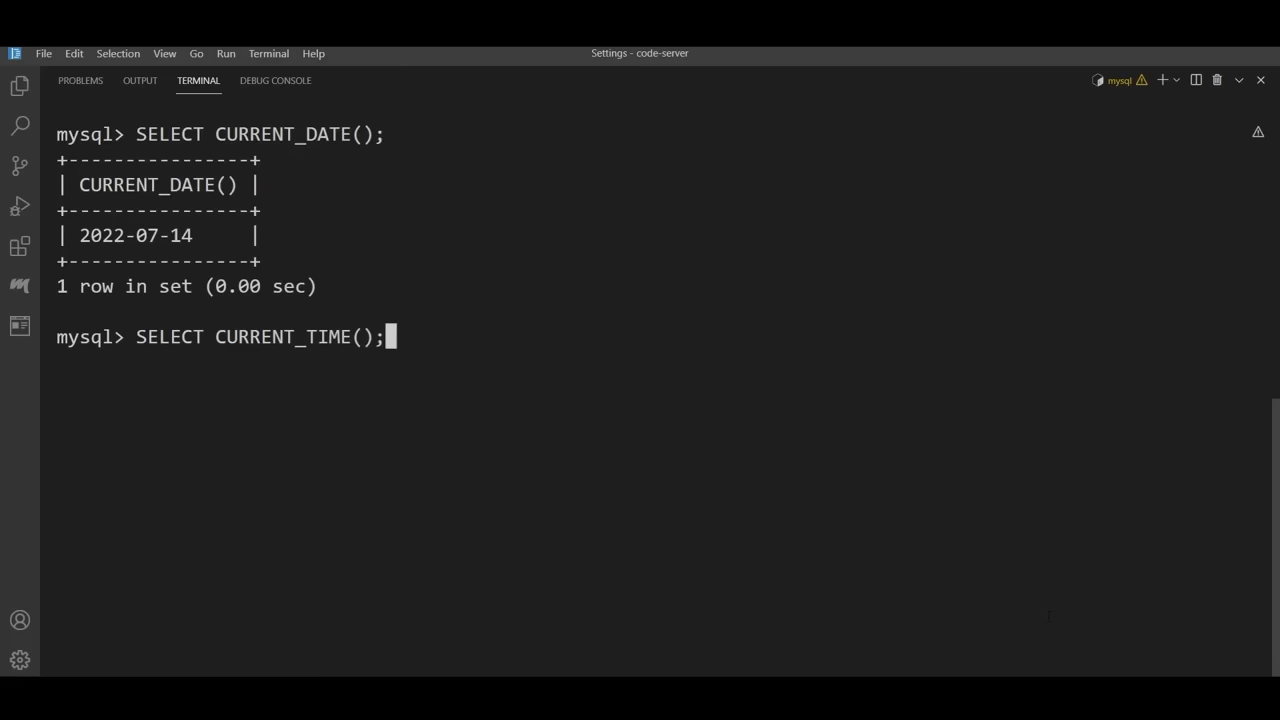 File Edit Selection View Go Run Terminal Help
Settings - code-server
PROBLEMS OUTPUT TERMINAL DEBUG CONSOLE
mysql
mysql> SELECT CURRENT_DATE();
+----------------+
| CURRENT_DATE() |
+----------------+
| 2022-07-14     |
+----------------+
1 row in set (0.00 sec)
mysql> SELECT CURRENT_TIME();